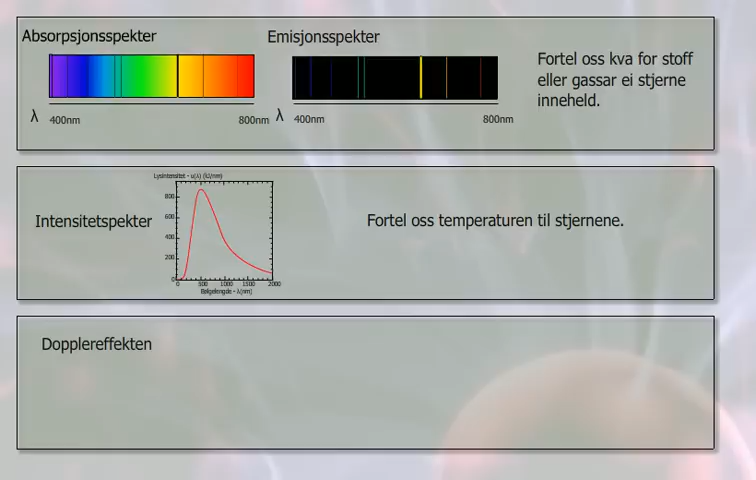 Absorpsjonsspekter
λ 400nm 800nm
Emisjonsspekter
λ 400nm 800nm
Fortel oss kva for stoff
eller gassar ei stjerne
inneheld.
Intensitetspekter
Lysintensitet - u(λ) (kJ/nm)
800
600
400
200
0
0 500 1000 1500 2000
Bølgelengde - λ(nm)
Fortel oss temperaturen til stjernene.
Dopplereffekten